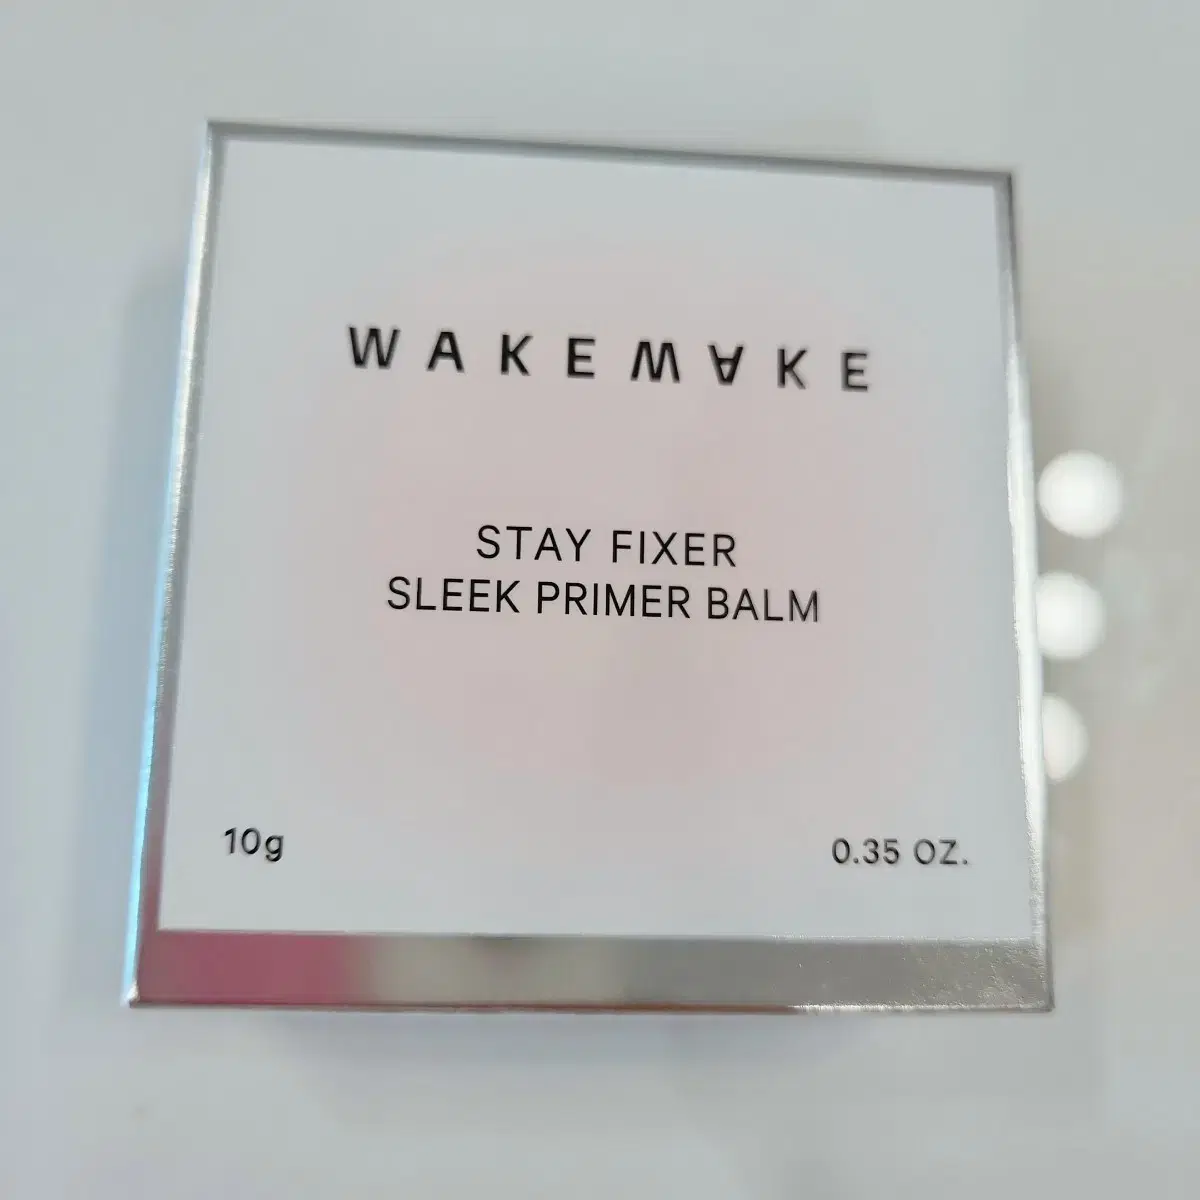 WAKEMAKE
STAY FIXER
SLEEK PRIMER BALM
10g
0.35 OZ.